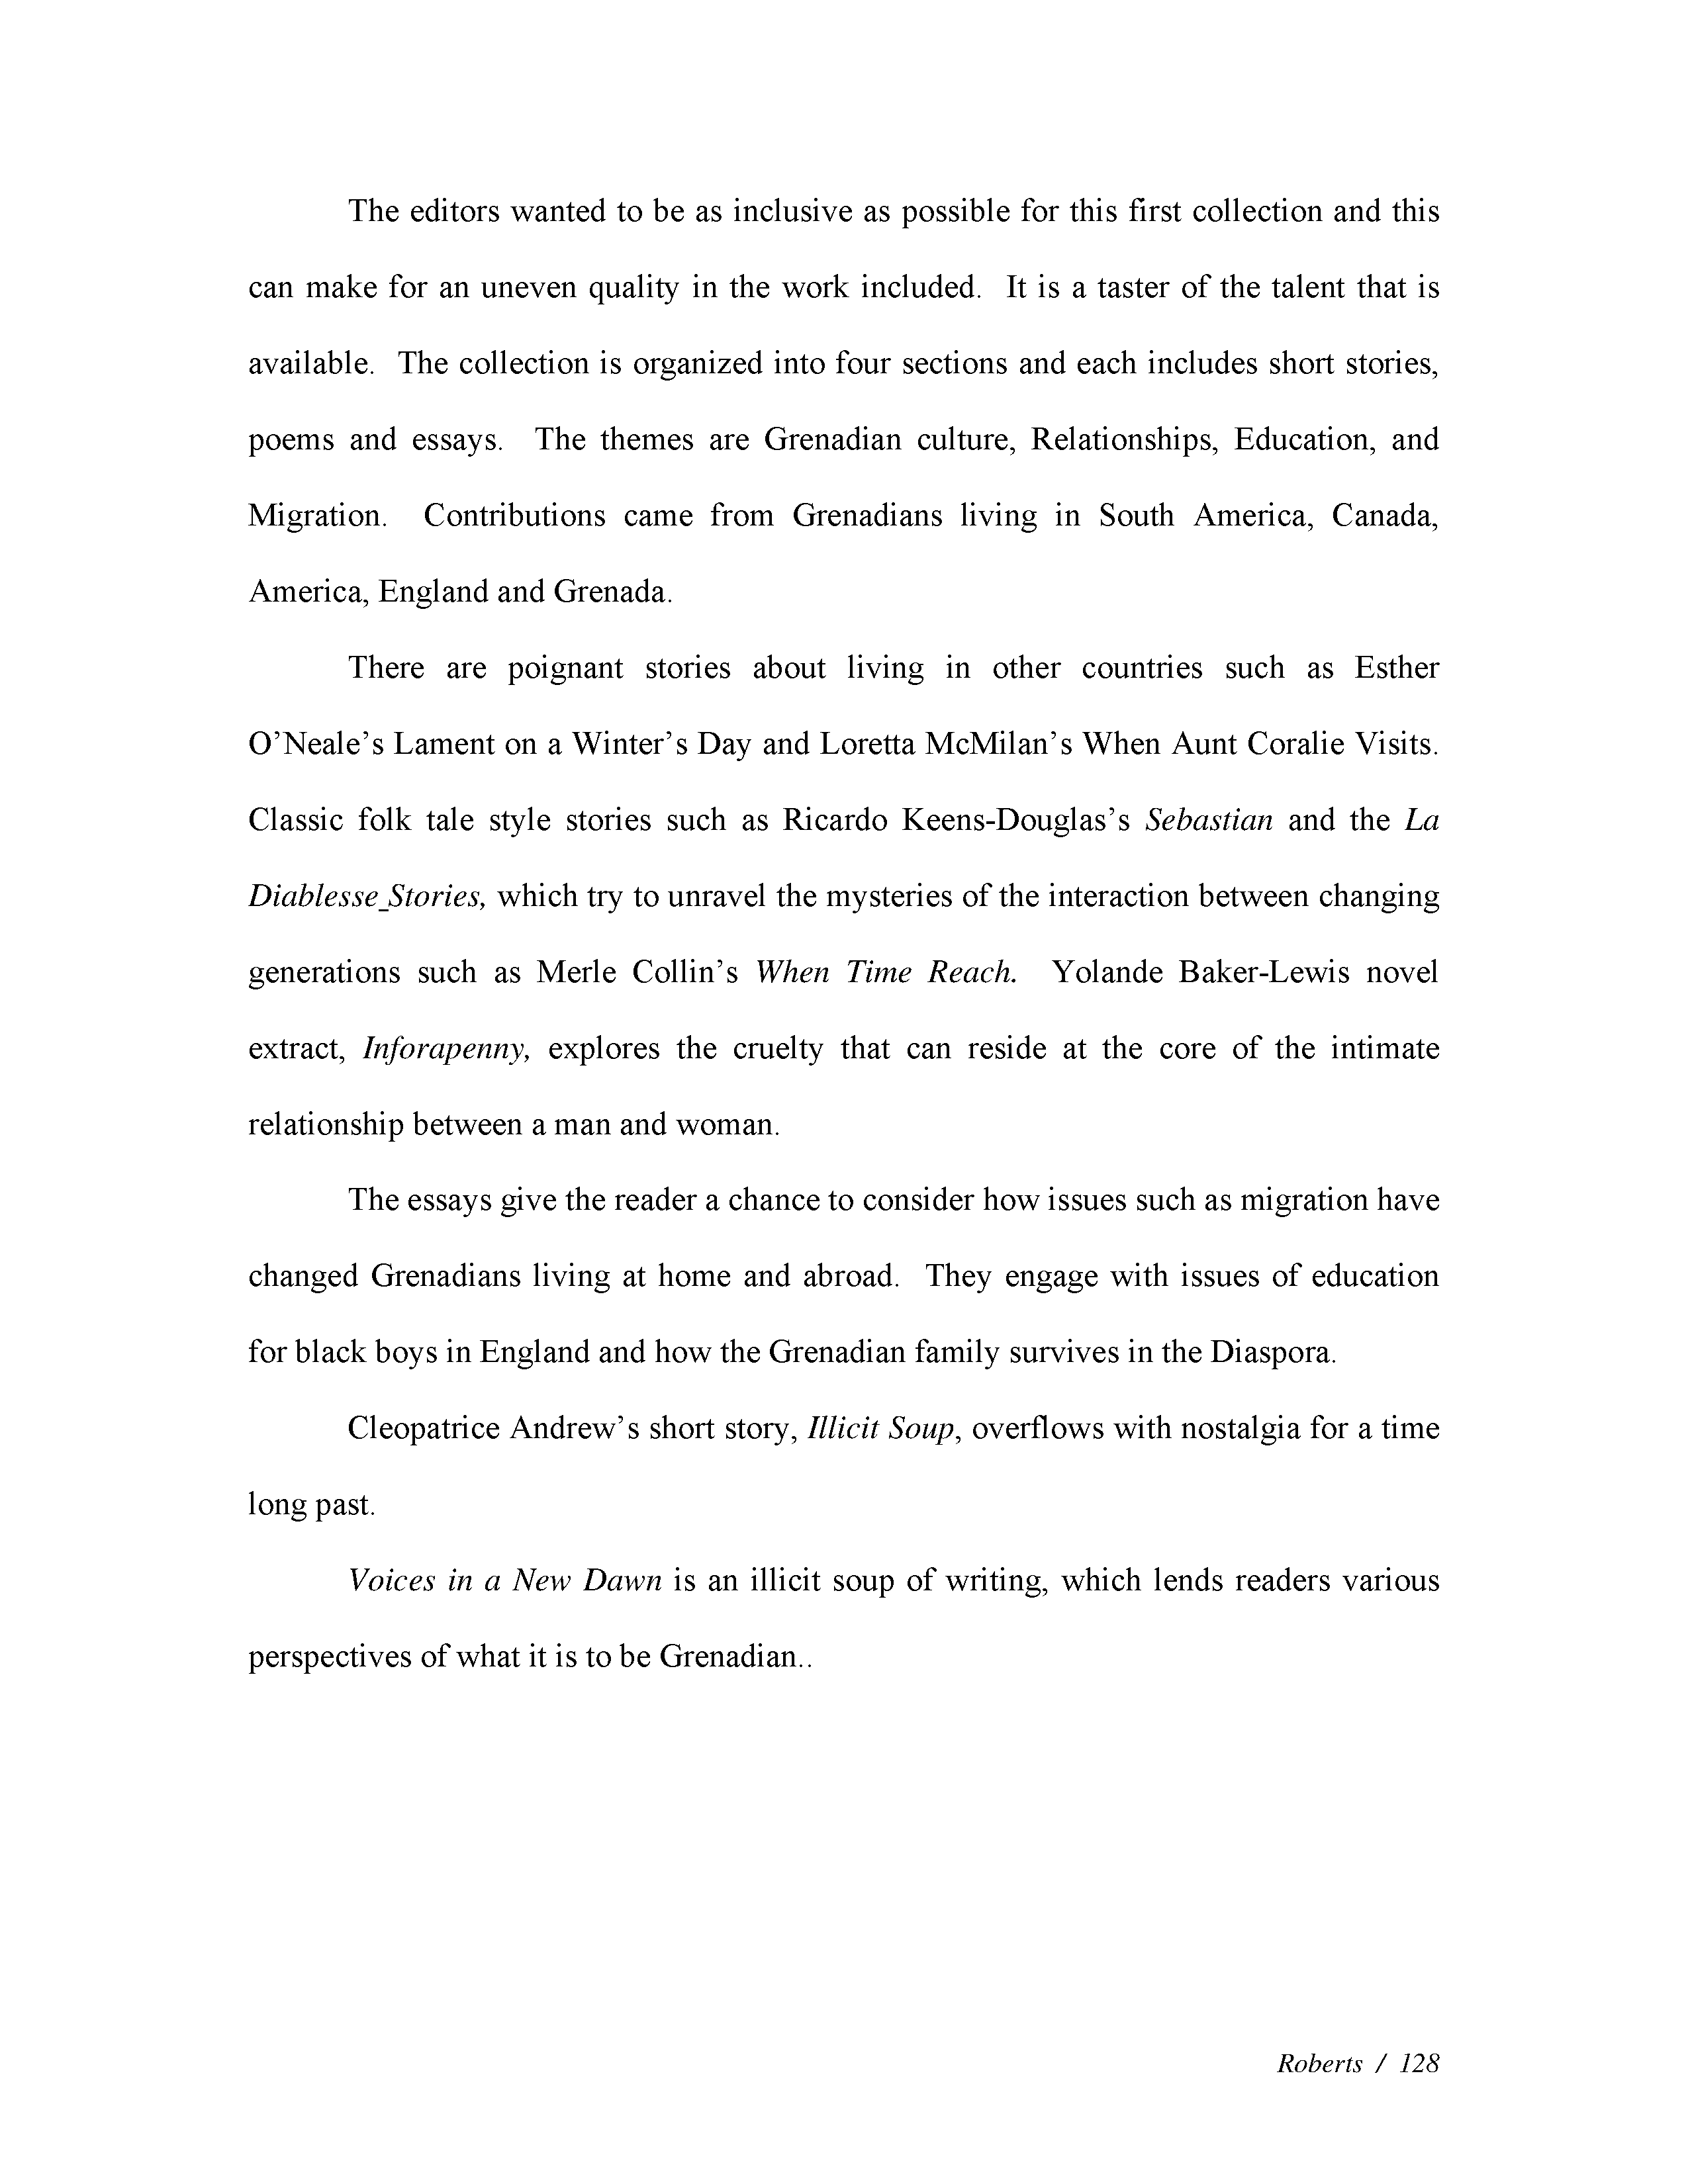 The editors wanted to be as inclusive as possible for this first collection and this
can make for an uneven quality in the work included.  It is a taster of the talent that is
available.  The collection is organized into four sections and each includes short stories,
poems and essays.  The themes are Grenadian culture, Relationships, Education, and
Migration.  Contributions came from Grenadians living in South America, Canada,
America, England and Grenada.
There are poignant stories about living in other countries such as Esther
O’Neale’s Lament on a Winter’s Day and Loretta McMilan’s When Aunt Coralie Visits.
Classic folk tale style stories such as Ricardo Keens-Douglas’s Sebastian and the La
Diablesse_Stories, which try to unravel the mysteries of the interaction between changing
generations such as Merle Collin’s When Time Reach.  Yolande Baker-Lewis novel
extract, Inforapenny, explores the cruelty that can reside at the core of the intimate
relationship between a man and woman.
The essays give the reader a chance to consider how issues such as migration have
changed Grenadians living at home and abroad.  They engage with issues of education
for black boys in England and how the Grenadian family survives in the Diaspora.
Cleopatrice Andrew’s short story, Illicit Soup, overflows with nostalgia for a time
long past.
Voices in a New Dawn is an illicit soup of writing, which lends readers various
perspectives of what it is to be Grenadian..
Roberts / 128